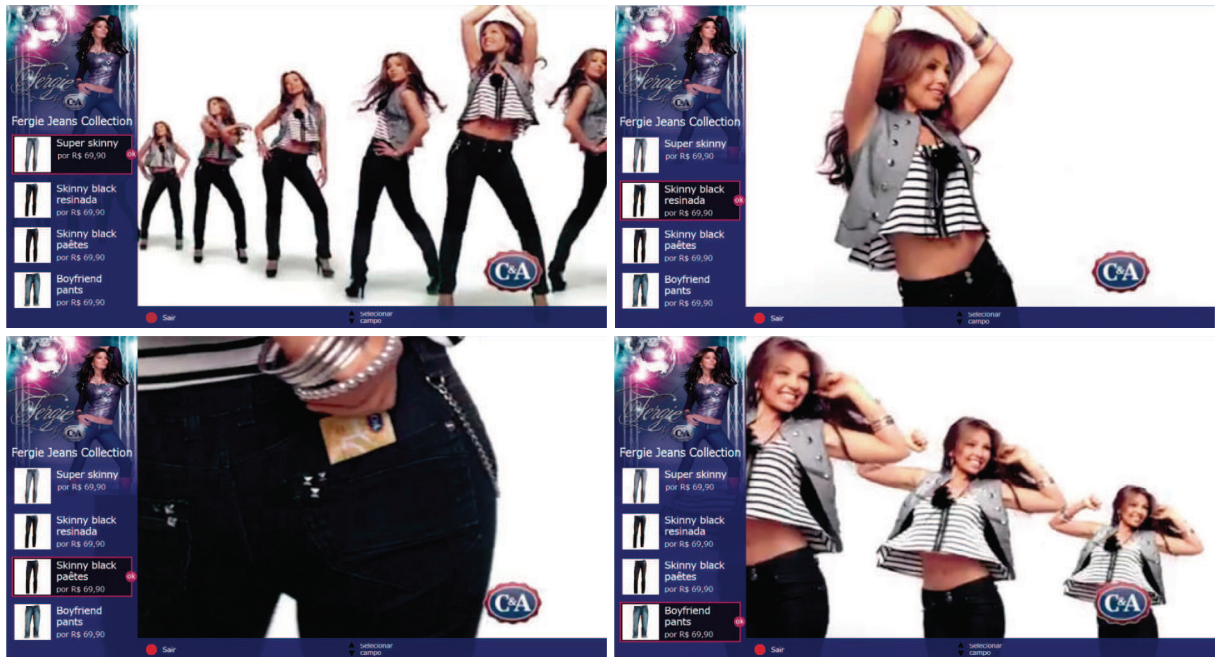 Fergie
C&A
Fergie Jeans Collection
Super skinny
por R$ 69,90
ok
Skinny black
resinada
por R$ 69,90
Skinny black
paêtes
por R$ 69,90
Boyfriend
pants
por R$ 69,90
C&A
Sair
Selecionar
campo
Fergie
C&A
Fergie Jeans Collection
Super skinny
por R$ 69,90
Skinny black
resinada
por R$ 69,90
ok
Skinny black
paêtes
por R$ 69,90
Boyfriend
pants
por R$ 69,90
C&A
Sair
Selecionar
campo
Fergie
C&A
Fergie Jeans Collection
Super skinny
por R$ 69,90
Skinny black
resinada
por R$ 69,90
Skinny black
paêtes
por R$ 69,90
ok
Boyfriend
pants
por R$ 69,90
C&A
Sair
Selecionar
campo
Fergie
C&A
Fergie Jeans Collection
Super skinny
por R$ 69,90
Skinny black
resinada
por R$ 69,90
Skinny black
paêtes
por R$ 69,90
Boyfriend
pants
por R$ 69,90
ok
C&A
Sair
Selecionar
campo